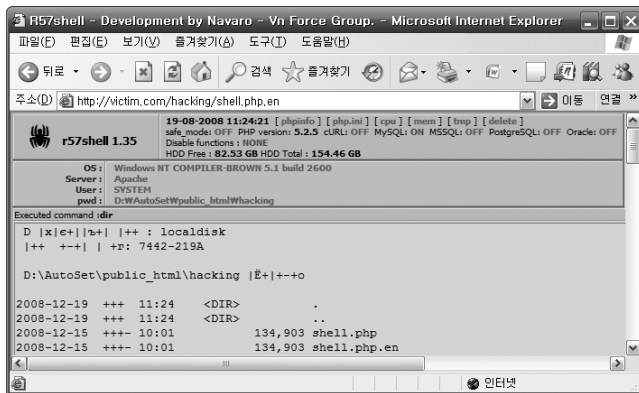 R57shell - Development by Navaro - Vn Force Group. - Microsoft Internet Explorer
파일(F) 편집(E) 보기(V) 즐겨찾기(A) 도구(T) 도움말(H)
뒤로 검색 즐겨찾기
주소(D) http://victim.com/hacking/shell.php.en 이동 연결 »
r57shell 1.35
19-08-2008 11:24:21 [ phpinfo ] [ php.ini ] [ cpu ] [ mem ] [ tmp ] [ delete ]
safe_mode: OFF PHP version: 5.2.5 cURL: OFF MySQL: ON MSSQL: OFF PostgreSQL: OFF Oracle: OFF
Disable functions : NONE
HDD Free : 82.53 GB HDD Total : 154.46 GB
OS : Windows NT COMPILER-BROWN 5.1 build 2600
Server : Apache
User : SYSTEM
pwd : D:₩AutoSet₩public_html₩hacking
Executed command :dir
D |x|є+||ъ+| |++ : localdisk
|++ +-+| | +r: 7442-219A
D:\AutoSet\public_html\hacking |Ё+|+-+o
2008-12-19 +++ 11:24 <DIR> .
2008-12-19 +++ 11:24 <DIR> ..
2008-12-15 +++- 10:01 134,903 shell.php
2008-12-15 +++- 10:01 134,903 shell.php.en
인터넷